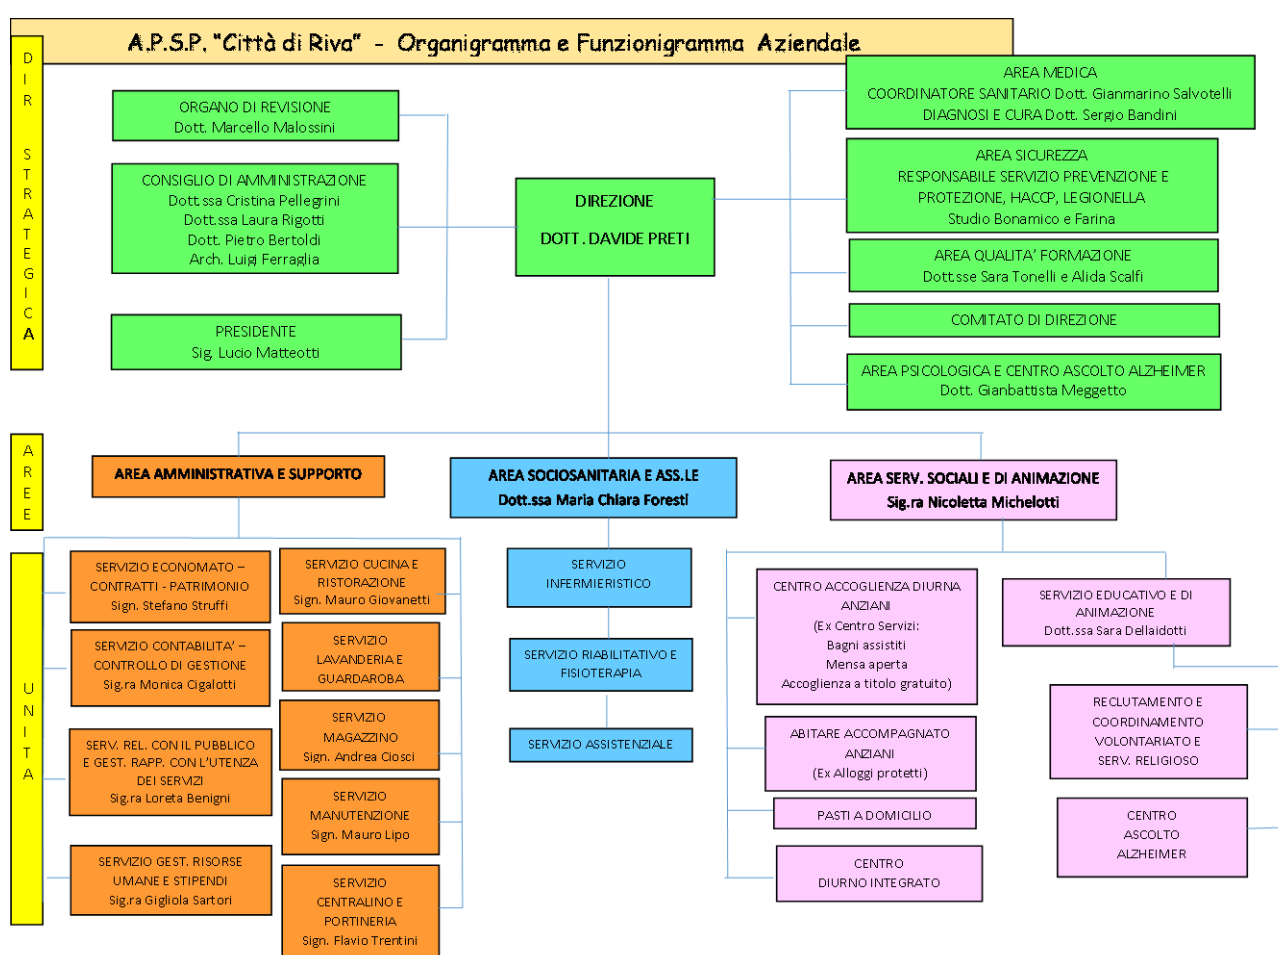 A.P.S.P. "Città di Riva" - Organigramma e Funzionigramma Aziendale
DIR STRATEGICA
ORGANO DI REVISIONE
Dott. Marcello Malossini
CONSIGLIO DI AMMINISTRAZIONE
Dott.ssa Cristina Pellegrini
Dott.ssa Laura Rigotti
Dott. Pietro Bertoldi
Arch. Luigi Ferraglia
PRESIDENTE
Sig. Lucio Matteotti
DIREZIONE
DOTT. DAVIDE PRETI
AREA MEDICA
COORDINATORE SANITARIO Dott. Gianmarino Salvotelli
DIAGNOSI E CURA Dott. Sergio Bandini
AREA SICUREZZA
RESPONSABILE SERVIZIO PREVENZIONE E
PROTEZIONE, HACCP, LEGIONELLA
Studio Bonamico e Farina
AREA QUALITA' FORMAZIONE
Dott.sse Sara Tonelli e Alida Scalfi
COMITATO DI DIREZIONE
AREA PSICOLOGICA E CENTRO ASCOLTO ALZHEIMER
Dott. Gianbattista Meggetto
AREE
AREA AMMINISTRATIVA E SUPPORTO
AREA SOCIOSANITARIA E ASS.LE
Dott.ssa Maria Chiara Foresti
AREA SERV. SOCIALI E DI ANIMAZIONE
Sig.ra Nicoletta Michelotti
UNITA
SERVIZIO ECONOMATO –
CONTRATTI - PATRIMONIO
Sign. Stefano Struffi
SERVIZIO CONTABILITA' –
CONTROLLO DI GESTIONE
Sig.ra Monica Cigalotti
SERV. REL. CON IL PUBBLICO
E GEST. RAPP. CON L'UTENZA
DEI SERVIZI
Sig.ra Loreta Benigni
SERVIZIO GEST. RISORSE
UMANE E STIPENDI
Sig.ra Gigliola Sartori
SERVIZIO CUCINA E
RISTORAZIONE
Sign. Mauro Giovanetti
SERVIZIO
LAVANDERIA E
GUARDAROBA
SERVIZIO
MAGAZZINO
Sign. Andrea Ciosci
SERVIZIO
MANUTENZIONE
Sign. Mauro Lipo
SERVIZIO
CENTRALINO E
PORTINERIA
Sign. Flavio Trentini
SERVIZIO
INFERMIERISTICO
SERVIZIO RIABILITATIVO E
FISIOTERAPIA
SERVIZIO ASSISTENZIALE
CENTRO ACCOGLIENZA DIURNA
ANZIANI
(Ex Centro Servizi:
Bagni assistiti
Mensa aperta
Accoglienza a titolo gratuito)
ABITARE ACCOMPAGNATO
ANZIANI
(Ex Alloggi protetti)
PASTI A DOMICILIO
CENTRO
DIURNO INTEGRATO
SERVIZIO EDUCATIVO E DI
ANIMAZIONE
Dott.ssa Sara Dellaidotti
RECLUTAMENTO E
COORDINAMENTO
VOLONTARIATO E
SERV. RELIGIOSO
CENTRO
ASCOLTO
ALZHEIMER